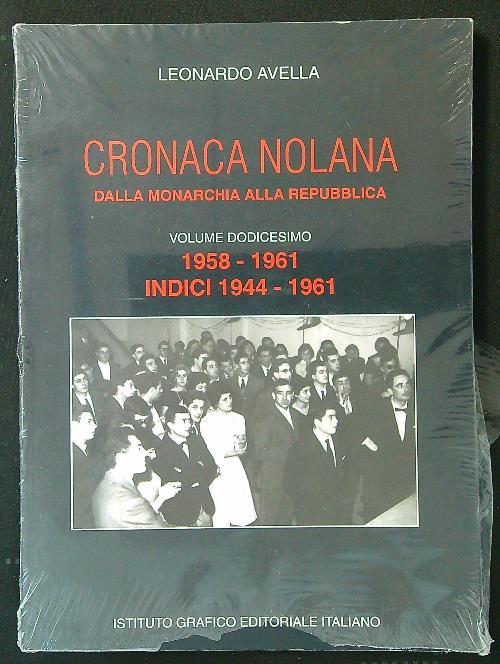 LEONARDO AVELLA
CRONACA NOLANA
DALLA MONARCHIA ALLA REPUBBLICA
VOLUME DODICESIMO
1958 - 1961
INDICI 1944 - 1961
ISTITUTO GRAFICO EDITORIALE ITALIANO